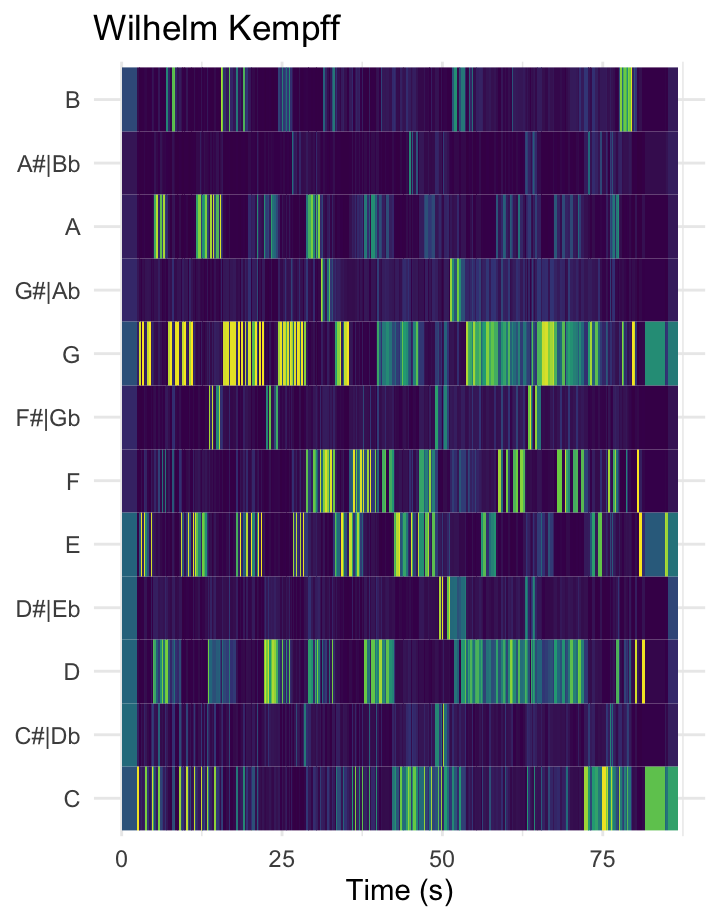 Wilhelm Kempff
B
A#|Bb
A
G#|Ab
G
F#|Gb
F
E
D#|Eb
D
C#|Db
C
0 25 50 75
Time (s)